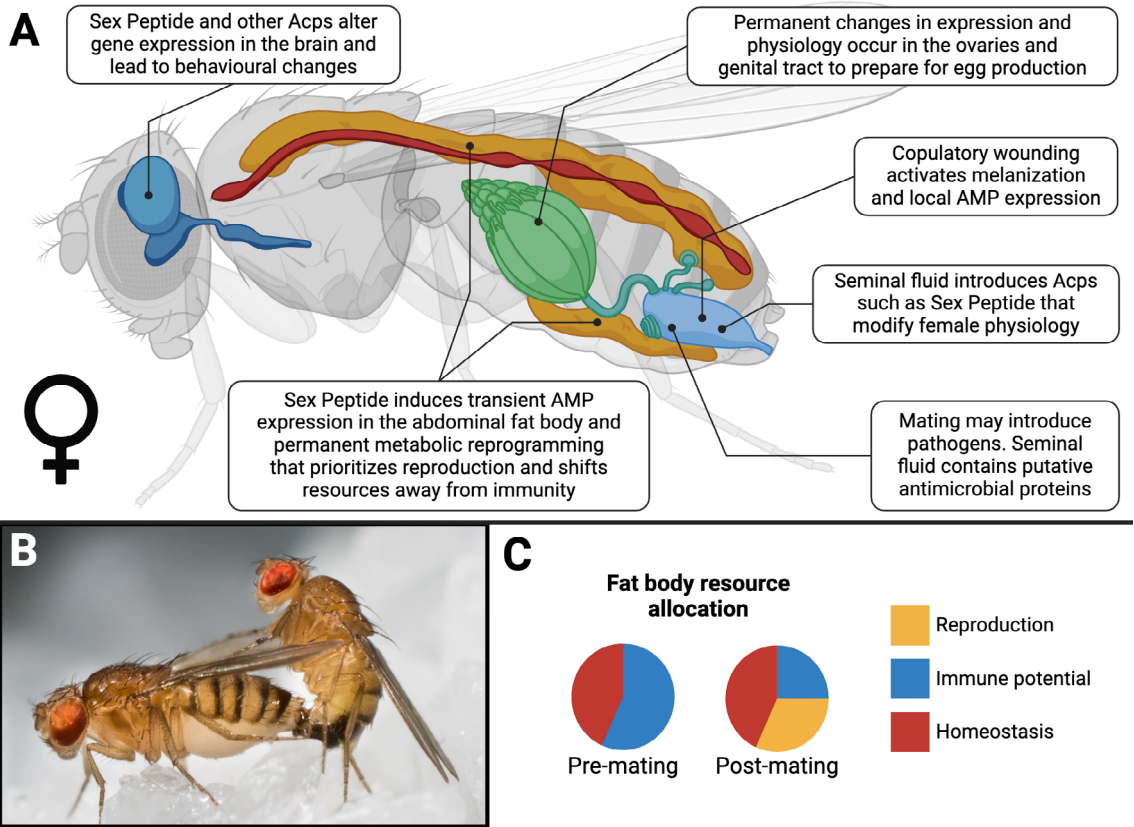 A
Sex Peptide and other Acps alter
gene expression in the brain and
lead to behavioural changes
Permanent changes in expression and
physiology occur in the ovaries and
genital tract to prepare for egg production
Copulatory wounding
activates melanization
and local AMP expression
Seminal fluid introduces Acps
such as Sex Peptide that
modify female physiology
Sex Peptide induces transient AMP
expression in the abdominal fat body and
permanent metabolic reprogramming
that prioritizes reproduction and shifts
resources away from immunity
Mating may introduce
pathogens. Seminal
fluid contains putative
antimicrobial proteins
B
C
Fat body resource
allocation
Pre-mating
Post-mating
Reproduction
Immune potential
Homeostasis